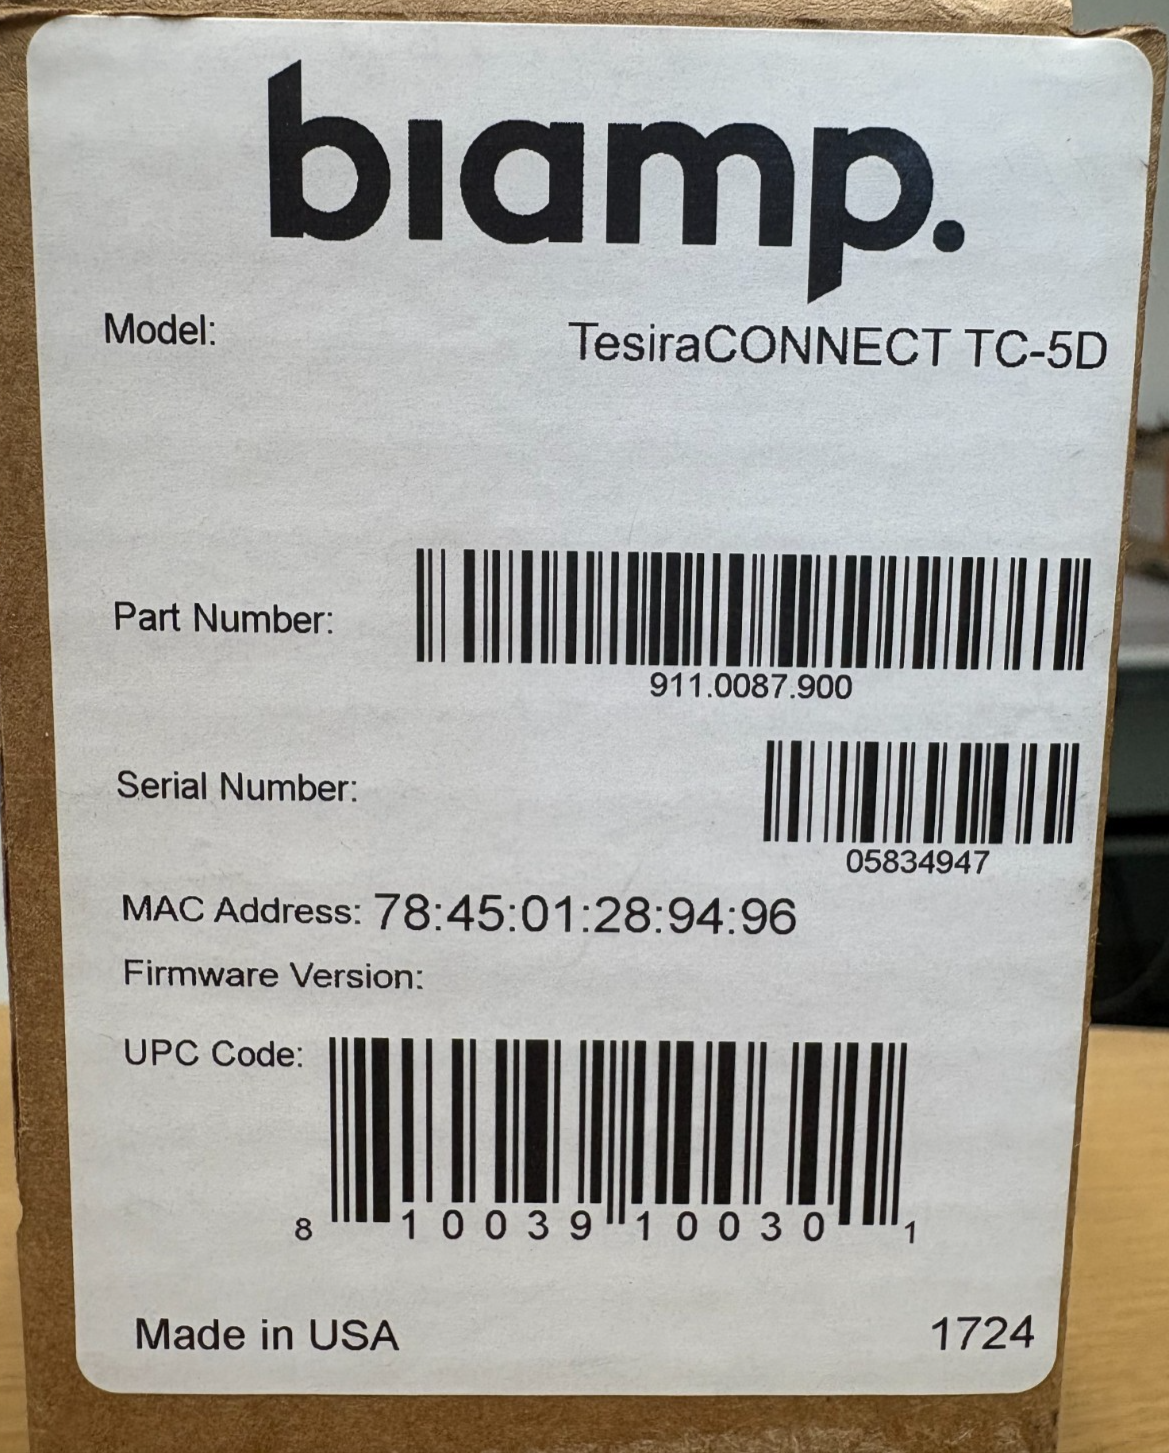 biamp.
Model: TesiraCONNECT TC-5D
Part Number:
911.0087.900
Serial Number:
05834947
MAC Address: 78:45:01:28:94:96
Firmware Version:
UPC Code:
8 10039 10030 1
Made in USA 1724